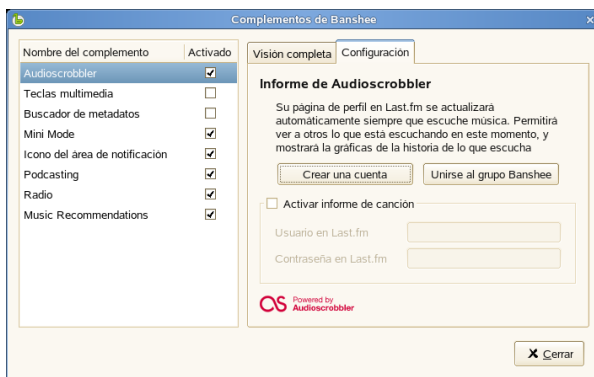 Complementos de Banshee
Nombre del complemento Activado
Audioscrobbler
Teclas multimedia
Buscador de metadatos
Mini Mode
Icono del área de notificación
Podcasting
Radio
Music Recommendations
Visión completa Configuración
Informe de Audioscrobbler
Su página de perfil en Last.fm se actualizará
automáticamente siempre que escuche música. Permitirá
ver a otros lo que está escuchando en este momento, y
mostrará la gráficas de la historia de lo que escucha
Crear una cuenta Unirse al grupo Banshee
Activar informe de canción
Usuario en Last.fm
Contraseña en Last.fm
Powered by
Audioscrobbler
Cerrar